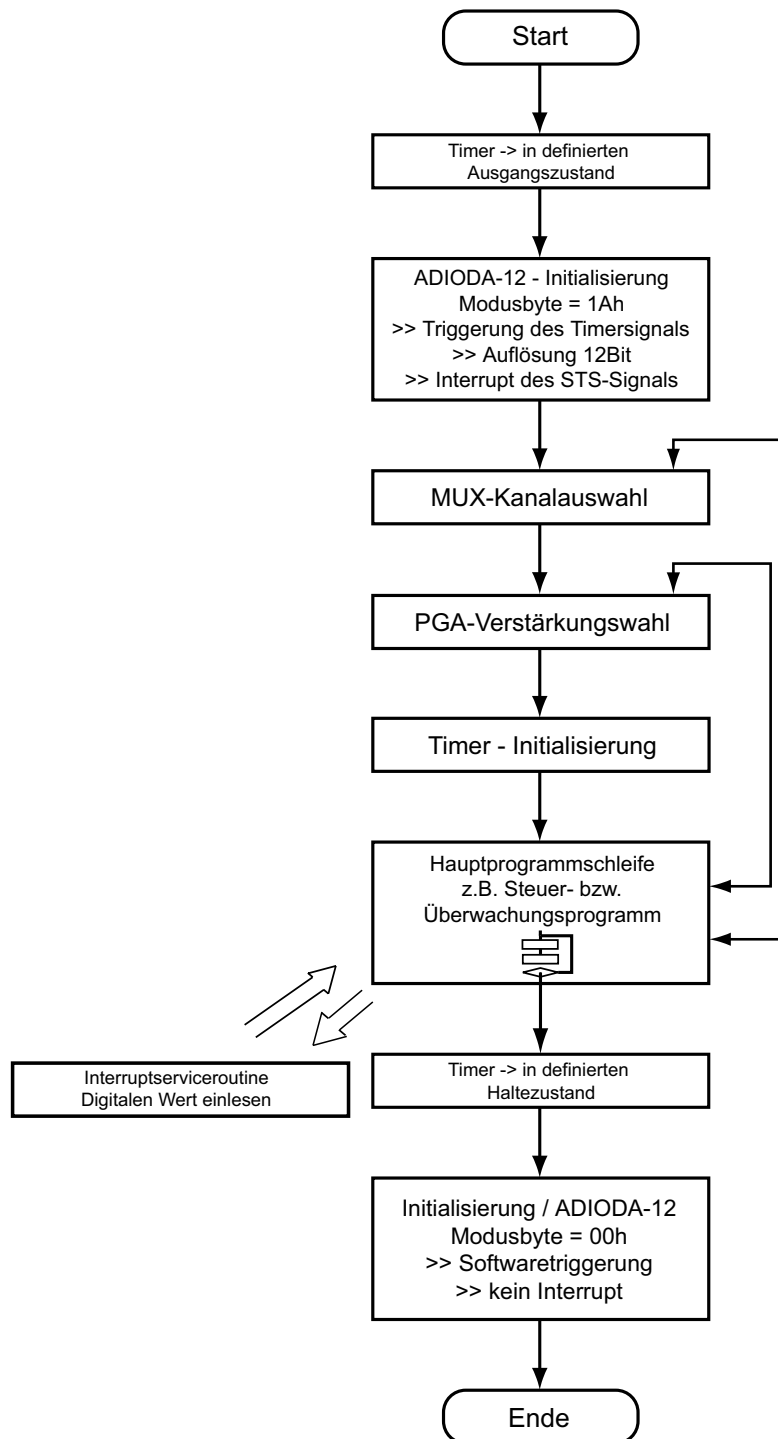 Start
Timer -> in definierten
Ausgangszustand
ADIODA-12 - Initialisierung
Modusbyte = 1Ah
>> Triggerung des Timersignals
>> Auflösung 12Bit
>> Interrupt des STS-Signals
MUX-Kanalauswahl
PGA-Verstärkungswahl
Timer - Initialisierung
Hauptprogrammschleife
z.B. Steuer- bzw.
Überwachungsprogramm
Interruptserviceroutine
Digitalen Wert einlesen
Timer -> in definierten
Haltezustand
Initialisierung / ADIODA-12
Modusbyte = 00h
>> Softwaretriggerung
>> kein Interrupt
Ende